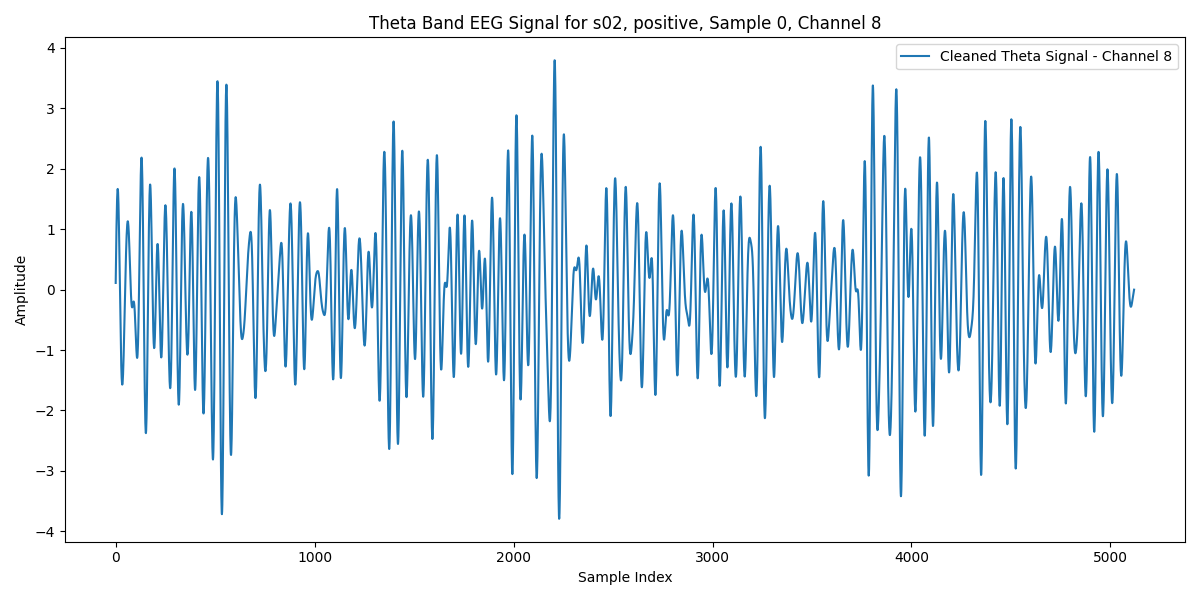 Theta Band EEG Signal for s02, positive, Sample 0, Channel 8
Cleaned Theta Signal - Channel 8
Amplitude
4
3
2
1
0
−1
−2
−3
−4
0 1000 2000 3000 4000 5000
Sample Index